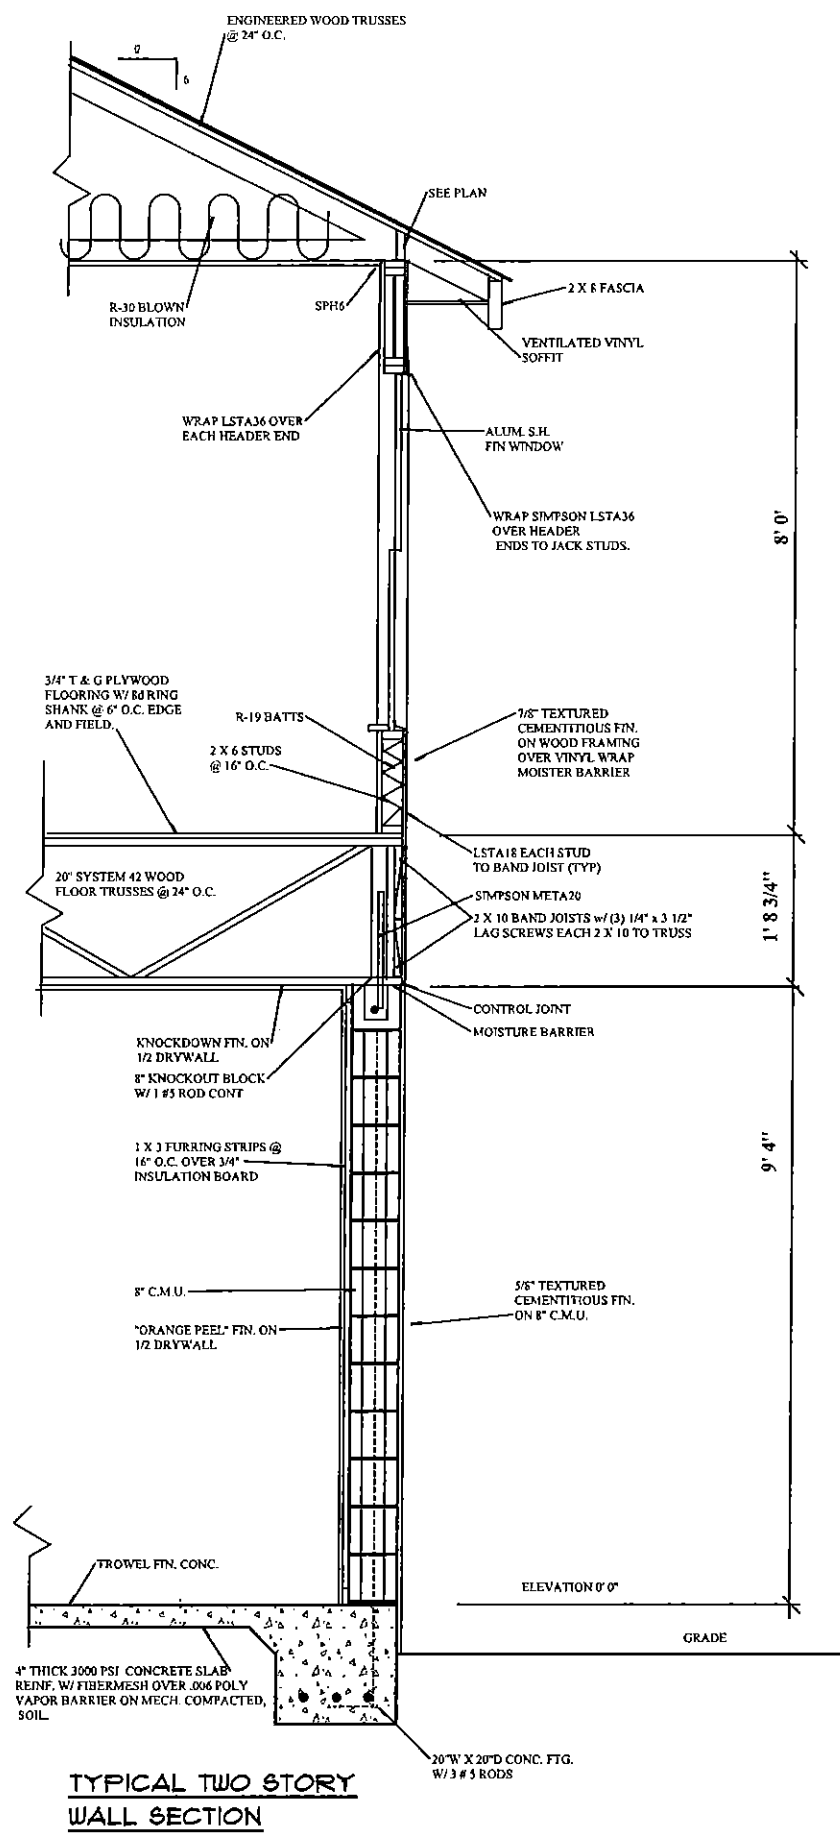 ENGINEERED WOOD TRUSSES
@ 24" O.C.
6
SEE PLAN
R-30 BLOWN
INSULATION
SPH6
2 X 8 FASCIA
VENTILATED VINYL
SOFFIT
WRAP LSTA36 OVER
EACH HEADER END
ALUM. S.H.
FIN WINDOW
WRAP SIMPSON LSTA36
OVER HEADER
ENDS TO JACK STUDS.
8' 0"
3/4" T & G PLYWOOD
FLOORING W/ 8d RING
SHANK @ 6" O.C. EDGE
AND FIELD.
R-19 BATTS
2 X 6 STUDS
@ 16" O.C.
7/8" TEXTURED
CEMENTITIOUS FIN.
ON WOOD FRAMING
OVER VINYL WRAP
MOISTER BARRIER
LSTA18 EACH STUD
TO BAND JOIST (TYP)
20" SYSTEM 42 WOOD
FLOOR TRUSSES @ 24" O.C.
SIMPSON META20
2 X 10 BAND JOISTS w/ (3) 1/4" x 3 1/2"
LAG SCREWS EACH 2 X 10 TO TRUSS
1' 8 3/4"
CONTROL JOINT
MOISTURE BARRIER
KNOCKDOWN FIN. ON
1/2 DRYWALL
8" KNOCKOUT BLOCK
W/ 1 #5 ROD CONT
1 X 3 FURRING STRIPS @
16" O.C. OVER 3/4"
INSULATION BOARD
9' 4"
8" C.M.U.
5/8" TEXTURED
CEMENTITIOUS FIN.
ON 8" C.M.U.
"ORANGE PEEL" FIN. ON
1/2 DRYWALL
TROWEL FIN. CONC.
ELEVATION 0' 0"
GRADE
4" THICK 3000 PSI CONCRETE SLAB
REINF. W/ FIBERMESH OVER .006 POLY
VAPOR BARRIER ON MECH. COMPACTED
SOIL.
20"W X 20"D CONC. FTG.
W/ 3 # 5 RODS
TYPICAL TWO STORY
WALL SECTION